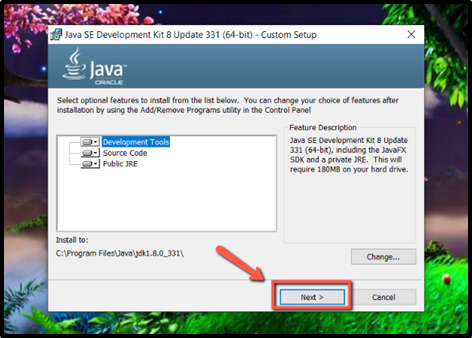 Java SE Development Kit 8 Update 331 (64-bit) - Custom Setup
Java
ORACLE
Select optional features to install from the list below. You can change your choice of features after
installation by using the Add/Remove Programs utility in the Control Panel
Development Tools
Source Code
Public JRE
Feature Description
Java SE Development Kit 8 Update
331 (64-bit), including the JavaFX
SDK and a private JRE. This will
require 180MB on your hard drive.
Install to:
C:\Program Files\Java\jdk1.8.0_331\
Change...
Next >
Cancel